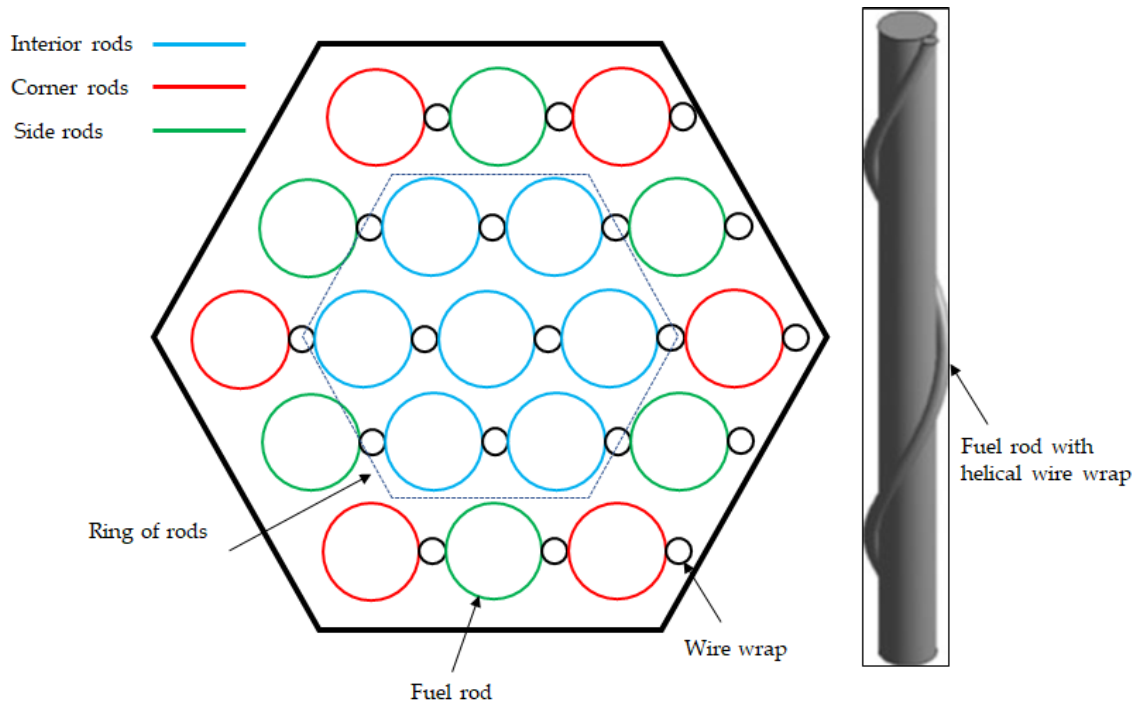 Interior rods
Corner rods
Side rods
Ring of rods
Fuel rod
Wire wrap
Fuel rod with
helical wire wrap